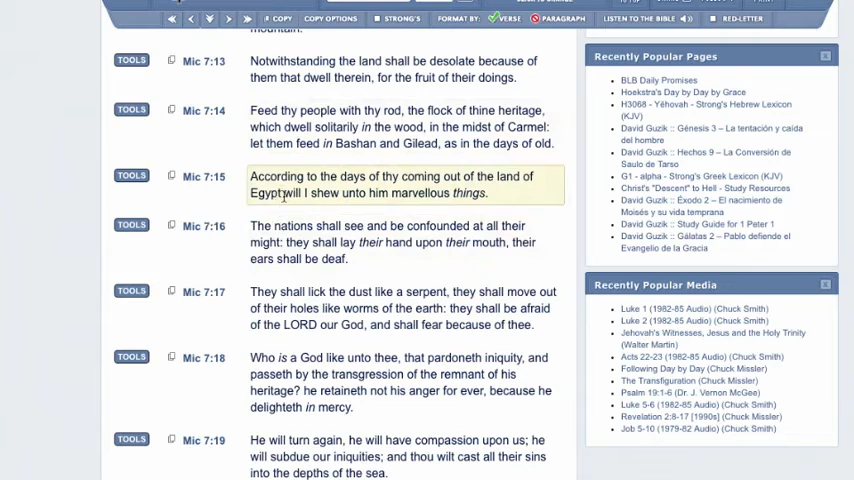 COPY COPY OPTIONS STRONG'S FORMAT BY: VERSE PARAGRAPH LISTEN TO THE BIBLE RED-LETTER
mountain.
TOOLS Mic 7:13 Notwithstanding the land shall be desolate because of
them that dwell therein, for the fruit of their doings.
TOOLS Mic 7:14 Feed thy people with thy rod, the flock of thine heritage,
which dwell solitarily in the wood, in the midst of Carmel:
let them feed in Bashan and Gilead, as in the days of old.
TOOLS Mic 7:15 According to the days of thy coming out of the land of
Egypt will I shew unto him marvellous things.
TOOLS Mic 7:16 The nations shall see and be confounded at all their
might: they shall lay their hand upon their mouth, their
ears shall be deaf.
TOOLS Mic 7:17 They shall lick the dust like a serpent, they shall move out
of their holes like worms of the earth: they shall be afraid
of the LORD our God, and shall fear because of thee.
TOOLS Mic 7:18 Who is a God like unto thee, that pardoneth iniquity, and
passeth by the transgression of the remnant of his
heritage? he retaineth not his anger for ever, because he
delighteth in mercy.
TOOLS Mic 7:19 He will turn again, he will have compassion upon us; he
will subdue our iniquities; and thou wilt cast all their sins
into the depths of the sea.
Recently Popular Pages
BLB Daily Promises
Hoekstra's Day by Day by Grace
H3068 - Yĕhovah - Strong's Hebrew Lexicon
(KJV)
David Guzik :: Génesis 3 – La tentación y caída
del hombre
David Guzik :: Hechos 9 – La Conversión de
Saulo de Tarso
G1 - alpha - Strong's Greek Lexicon (KJV)
Christ's "Descent" to Hell - Study Resources
David Guzik :: Éxodo 2 – El nacimiento de
Moisés y su vida temprana
David Guzik :: Study Guide for 1 Peter 1
David Guzik :: Gálatas 2 – Pablo defiende el
Evangelio de la Gracia
Recently Popular Media
Luke 1 (1982-85 Audio) (Chuck Smith)
Luke 2 (1982-85 Audio) (Chuck Smith)
Jehovah's Witnesses, Jesus and the Holy Trinity
(Walter Martin)
Acts 22-23 (1982-85 Audio) (Chuck Smith)
Following Day by Day (Chuck Missler)
The Transfiguration (Chuck Missler)
Psalm 19:1-6 (Dr. J. Vernon McGee)
Luke 5-6 (1982-85 Audio) (Chuck Smith)
Revelation 2:8-17 [1990s] (Chuck Missler)
Job 5-10 (1979-82 Audio) (Chuck Smith)